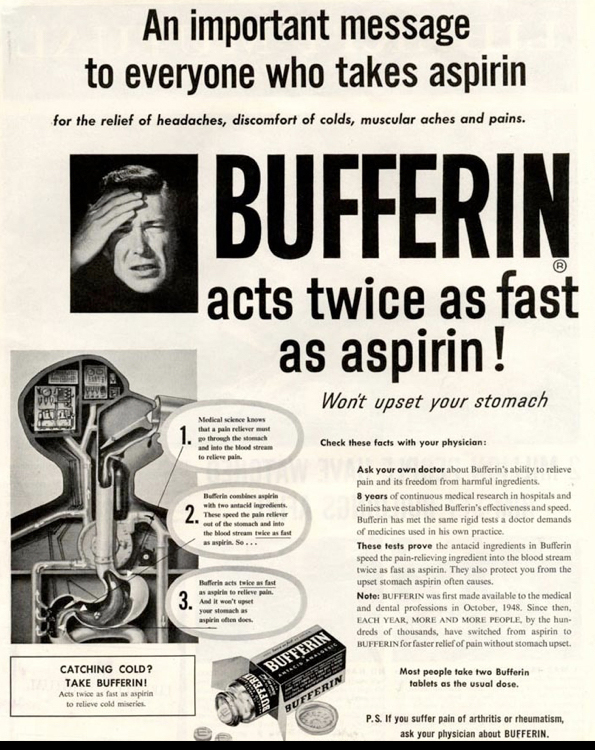 An important message
to everyone who takes aspirin
for the relief of headaches, discomfort of colds, muscular aches and pains.
BUFFERIN
®
acts twice as fast
as aspirin!
Won't upset your stomach
1.
Medical science knows
that a pain reliever must
go through the stomach
and into the blood stream
to relieve pain.
2.
Bufferin combines aspirin
with two antacid ingredients.
These speed the pain reliever
out of the stomach and into
the blood stream twice as fast
as aspirin. So . . .
3.
Bufferin acts twice as fast
as aspirin to relieve pain.
And it won't upset
your stomach as
aspirin often does.
CATCHING COLD?
TAKE BUFFERIN!
Acts twice as fast as aspirin
to relieve cold miseries.
BUFFERIN
BUFFERIN
BUFFERIN
Check these facts with your physician:
Ask your own doctor about Bufferin's ability to relieve
pain and its freedom from harmful ingredients.
8 years of continuous medical research in hospitals and
clinics have established Bufferin's effectiveness and speed.
Bufferin has met the same rigid tests a doctor demands
of medicines used in his own practice.
These tests prove the antacid ingredients in Bufferin
speed the pain-relieving ingredient into the blood stream
twice as fast as aspirin. They also protect you from the
upset stomach aspirin often causes.
Note: BUFFERIN was first made available to the medical
and dental professions in October, 1948. Since then,
EACH YEAR, MORE AND MORE PEOPLE, by the hun-
dreds of thousands, have switched from aspirin to
BUFFERIN for faster relief of pain without stomach upset.
Most people take two Bufferin
tablets as the usual dose.
P.S. If you suffer pain of arthritis or rheumatism,
ask your physician about BUFFERIN.